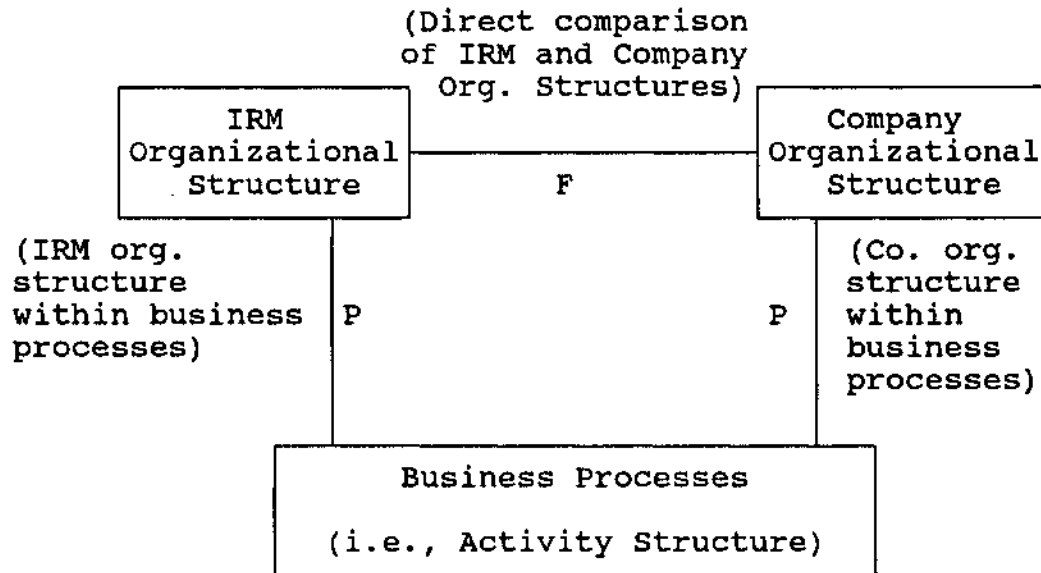 (Direct comparison
of IRM and Company
Org. Structures)
IRM
Organizational
Structure
F
Company
Organizational
Structure
(IRM org.
structure
within business
processes)
P
P
(Co. org.
structure
within
business
processes)
Business Processes
(i.e., Activity Structure)